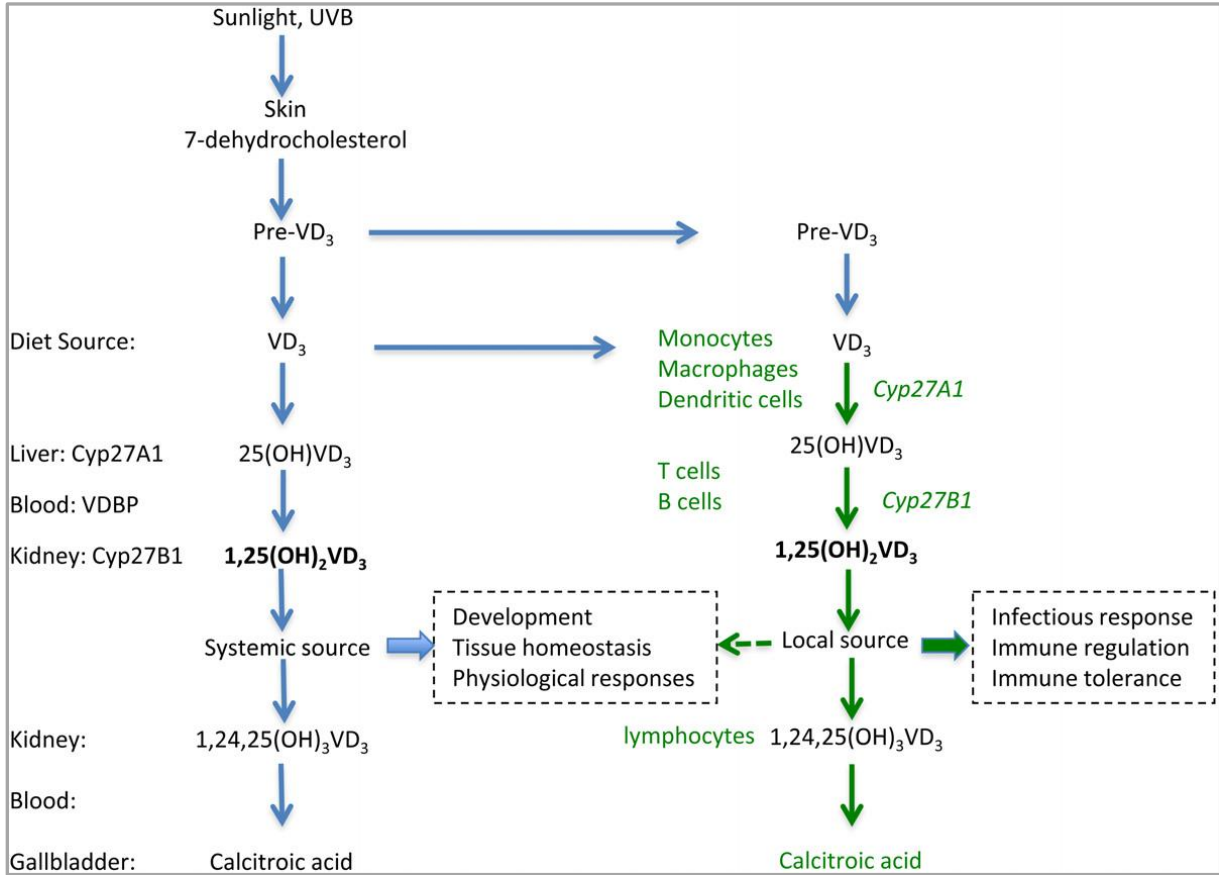 Sunlight, UVB
Skin
7-dehydrocholesterol
Pre-VD₃
Pre-VD₃
Diet Source:
VD₃
Monocytes
Macrophages
Dendritic cells
VD₃
Cyp27A1
Liver: Cyp27A1
25(OH)VD₃
25(OH)VD₃
T cells
B cells
Cyp27B1
Blood: VDBP
Kidney: Cyp27B1
1,25(OH)₂VD₃
1,25(OH)₂VD₃
Systemic source
Development
Tissue homeostasis
Physiological responses
Local source
Infectious response
Immune regulation
Immune tolerance
Kidney:
1,24,25(OH)₃VD₃
lymphocytes
1,24,25(OH)₃VD₃
Blood:
Gallbladder:
Calcitroic acid
Calcitroic acid